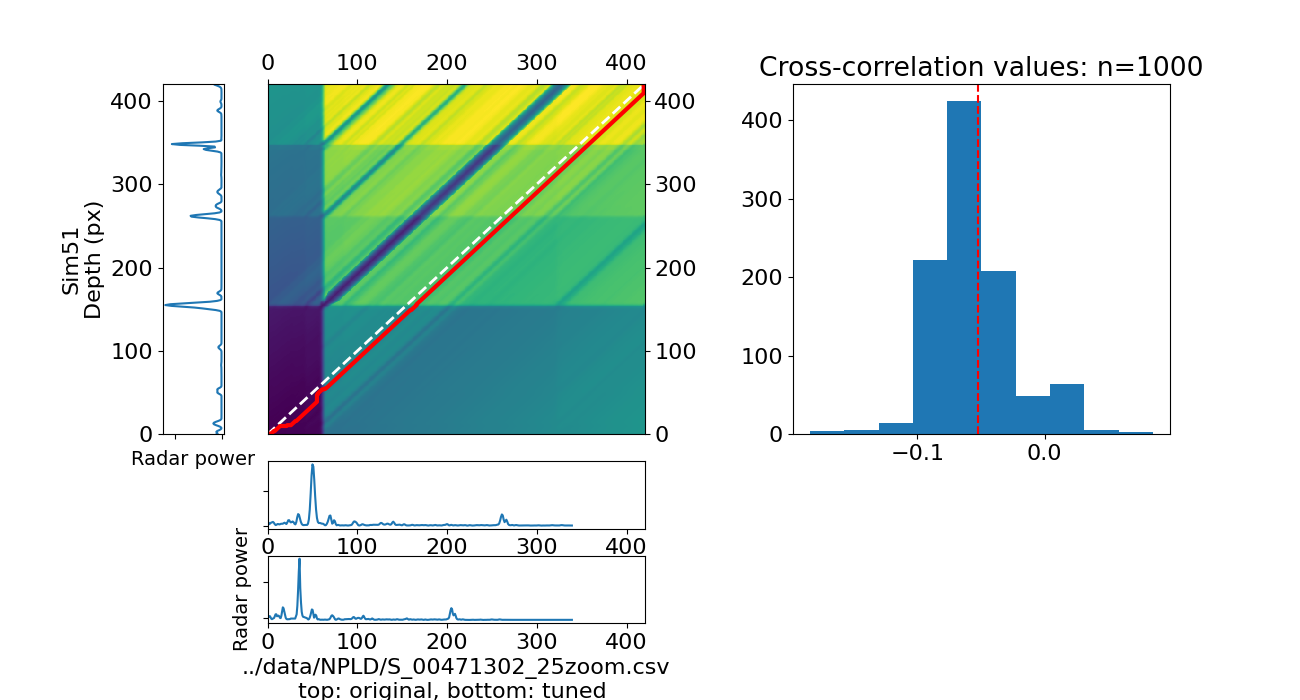 0 100 200 300 400
Cross-correlation values: n=1000
400 400 400
300 300 300
200 200 200
100 100 100
0 0 0
Sim51
Depth (px)
−0.1 0.0
Radar power
0 100 200 300 400
Radar power
0 100 200 300 400
../data/NPLD/S_00471302_25zoom.csv
top: original, bottom: tuned